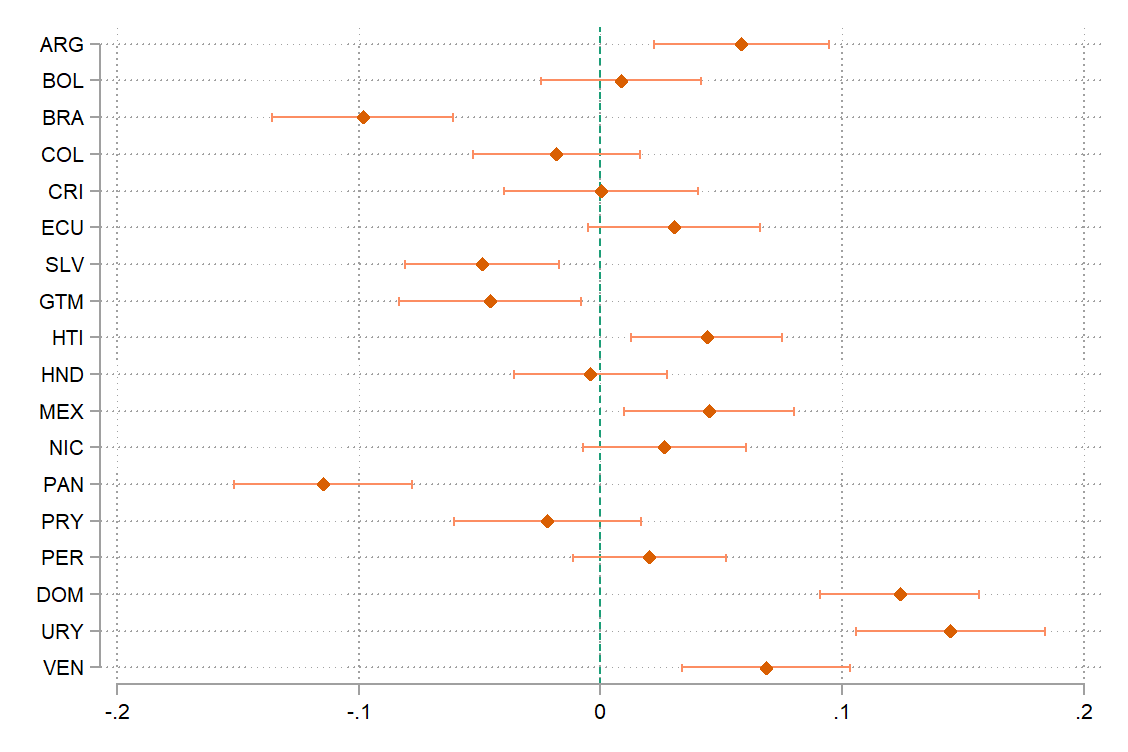 ARG
BOL
BRA
COL
CRI
ECU
SLV
GTM
HTI
HND
MEX
NIC
PAN
PRY
PER
DOM
URY
VEN
-.2 -.1 0 .1 .2